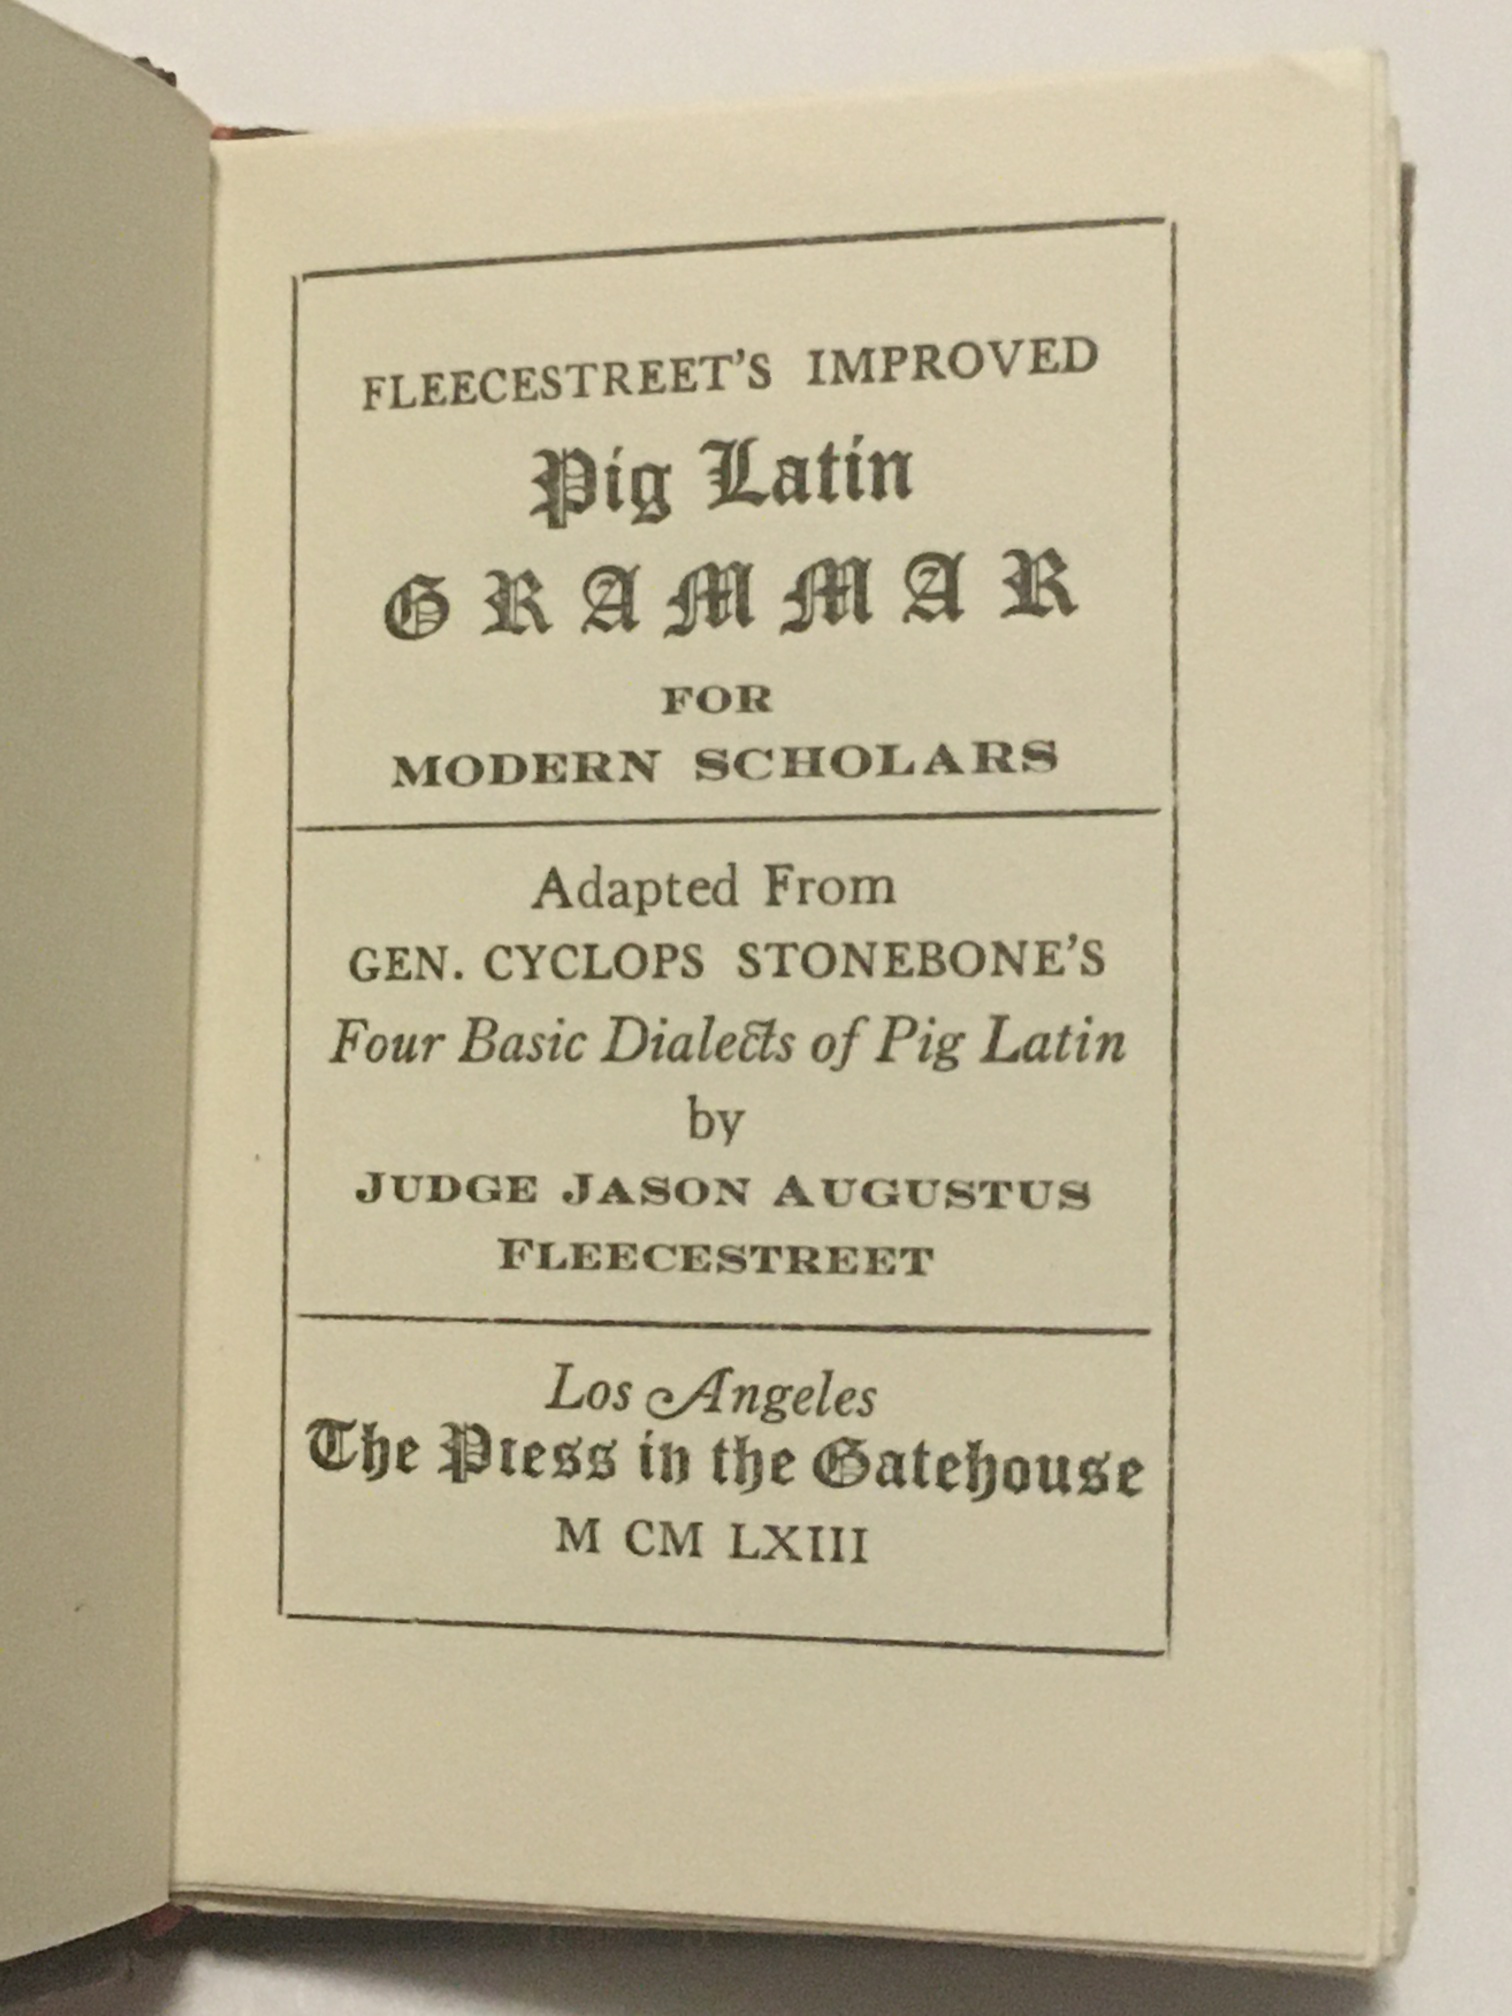 FLEECESTREET'S IMPROVED
Pig Latin
GRAMMAR
FOR
MODERN SCHOLARS
Adapted From
GEN. CYCLOPS STONEBONE'S
Four Basic Dialects of Pig Latin
by
JUDGE JASON AUGUSTUS
FLEECESTREET
Los Angeles
The Press in the Gatehouse
M CM LXIII